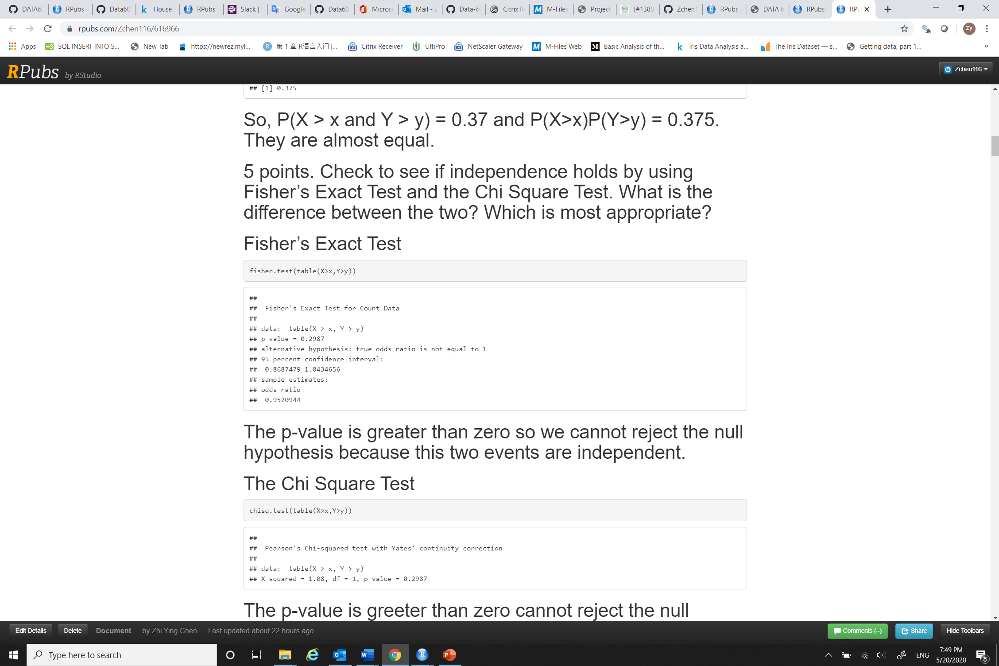 DATA60
RPubs
Data60
House
RPubs
Slack |
Google
Data60
Micros
Mail - Z
Data-60
Citrix R
M-Files
Project
[#1380
Zchen1
RPubs
DATA 6
RPubs
RPu
rpubs.com/Zchen116/616966
ZY
Apps
SQL INSERT INTO S...
New Tab
https://newrez.myl...
第 1 章 R语言入门 |...
Citrix Receiver
UltiPro
NetScaler Gateway
M-Files Web
Basic Analysis of th...
Iris Data Analysis a...
The Iris Dataset — s...
Getting data, part 1...
»
RPubs by RStudio
Zchen116
## [1] 0.375
So, P(X > x and Y > y) = 0.37 and P(X>x)P(Y>y) = 0.375.
They are almost equal.
5 points. Check to see if independence holds by using
Fisher’s Exact Test and the Chi Square Test. What is the
difference between the two? Which is most appropriate?
Fisher’s Exact Test
fisher.test(table(X>x,Y>y))
##
## Fisher's Exact Test for Count Data
##
## data: table(X > x, Y > y)
## p-value = 0.2987
## alternative hypothesis: true odds ratio is not equal to 1
## 95 percent confidence interval:
## 0.8687479 1.0434656
## sample estimates:
## odds ratio
## 0.9520944
The p-value is greater than zero so we cannot reject the null
hypothesis because this two events are independent.
The Chi Square Test
chisq.test(table(X>x,Y>y))
##
## Pearson's Chi-squared test with Yates' continuity correction
##
## data: table(X > x, Y > y)
## X-squared = 1.08, df = 1, p-value = 0.2987
The p-value is greeter than zero cannot reject the null
Edit Details
Delete
Document
by Zhi Ying Chen
Last updated about 22 hours ago
Comments (–)
Share
Hide Toolbars
Type here to search
ENG
7:49 PM
5/20/2020
8